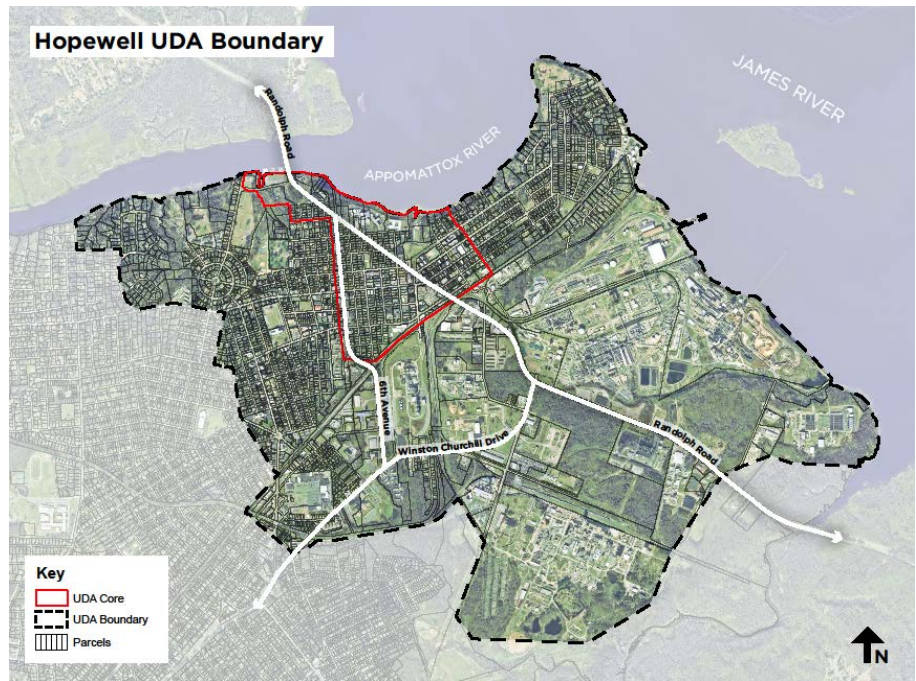 Hopewell UDA Boundary
JAMES RIVER
Randolph Road
APPOMATTOX RIVER
6th Avenue
Winston Churchill Drive
Randolph Road
Key
UDA Core
UDA Boundary
Parcels
N